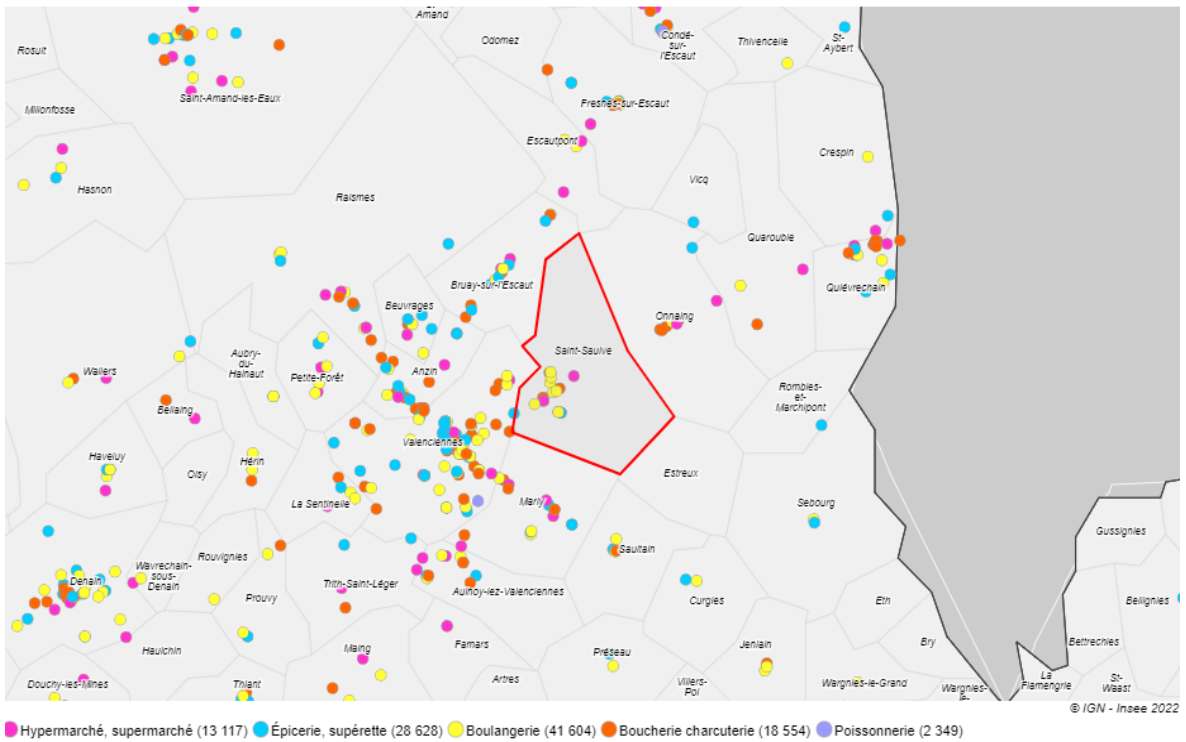 St-
Amand
Rosult
Odomez
Condé-
sur-
l'Escaut
Thivencelle
St-
Aybert
Millonfosse
Saint-Amand-les-Eaux
Fresnes-sur-Escaut
Escautpont
Crespin
Hasnon
Raismes
Vicq
Quarouble
Bruay-sur-l'Escaut
Quiévrechain
Beuvrages
Onnaing
Saint-Saulve
Aubry-
du-
Hainaut
Wallers
Petite-Forêt
Anzin
Rombies-
et-
Marchipont
Bellaing
Valenciennes
Haveluy
Oisy
Hérin
Estreux
La Sentinelle
Marly
Sebourg
Gussignies
Saultain
Rouvignies
Wavrechain-
sous-
Denain
Denain
Trith-Saint-Léger
Aulnoy-lez-Valenciennes
Prouvy
Curgies
Eth
Bellignies
Haulchin
Maing
Famars
Préseau
Jenlain
Bry
Bettrechies
Douchy-les-Mines
Thiant
Artres
Villers-
Pol
Wargnies-le-Grand
Wargnies-
le-
La
Flamengrie
St-
Waast
© IGN - Insee 2022
Hypermarché, supermarché (13 117) Épicerie, supérette (28 628) Boulangerie (41 604) Boucherie charcuterie (18 554) Poissonnerie (2 349)